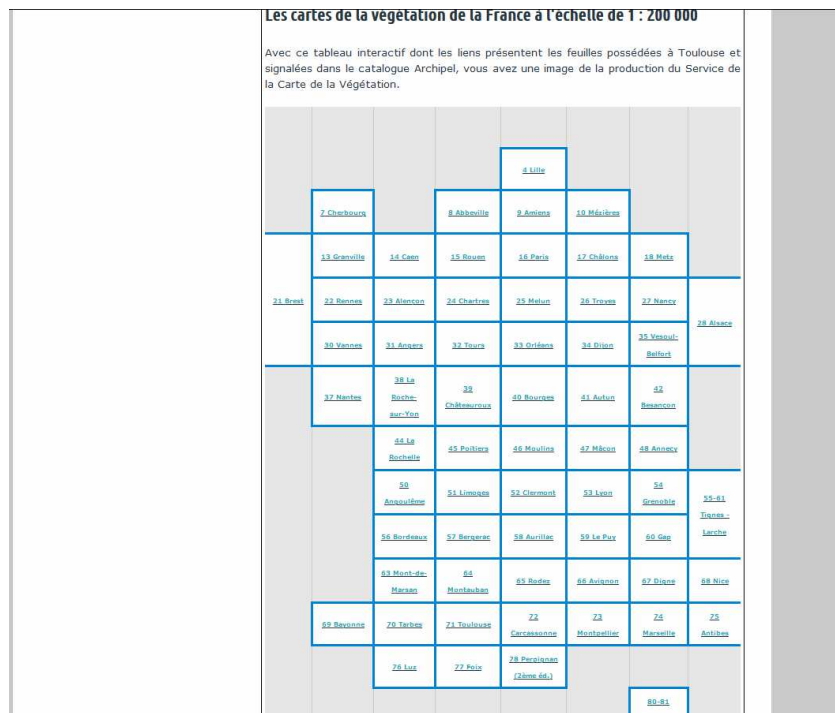 Les cartes de la végétation de la France à l'échelle de 1 : 200 000
Avec ce tableau interactif dont les liens présentent les feuilles possédées à Toulouse et
signalées dans le catalogue Archipel, vous avez une image de la production du Service de
la Carte de la Végétation.
4 Lille
7 Cherbourg
8 Abbeville
9 Amiens
10 Mésières
13 Granville
14 Caen
15 Rouen
16 Paris
17 Châlons
18 Metz
21 Brest
22 Rennes
23 Alençon
24 Chartres
25 Melun
26 Troyes
27 Nancy
28 Alsace
30 Vannes
31 Angers
32 Tours
33 Orléans
34 Dijon
35 Vesoul-
Belfort
37 Nantes
38 La
Roche-
sur-Yon
39
Châteauroux
40 Bourges
41 Autun
42
Besançon
44 La
Rochelle
45 Poitiers
46 Moulins
47 Mâcon
48 Annecy
50
Angoulême
51 Limoges
52 Clermont
53 Lyon
54
Grenoble
55-61
Tignes -
Larche
56 Bordeaux
57 Bergerac
58 Aurillac
59 Le Puy
60 Gap
63 Mont-de-
Marsan
64
Montauban
65 Rodez
66 Avignon
67 Digne
68 Nice
69 Bayonne
70 Tarbes
71 Toulouse
72
Carcassonne
73
Montpellier
74
Marseille
75
Antibes
76 Luz
77 Foix
78 Perpignan
(2ème éd.)
80-81